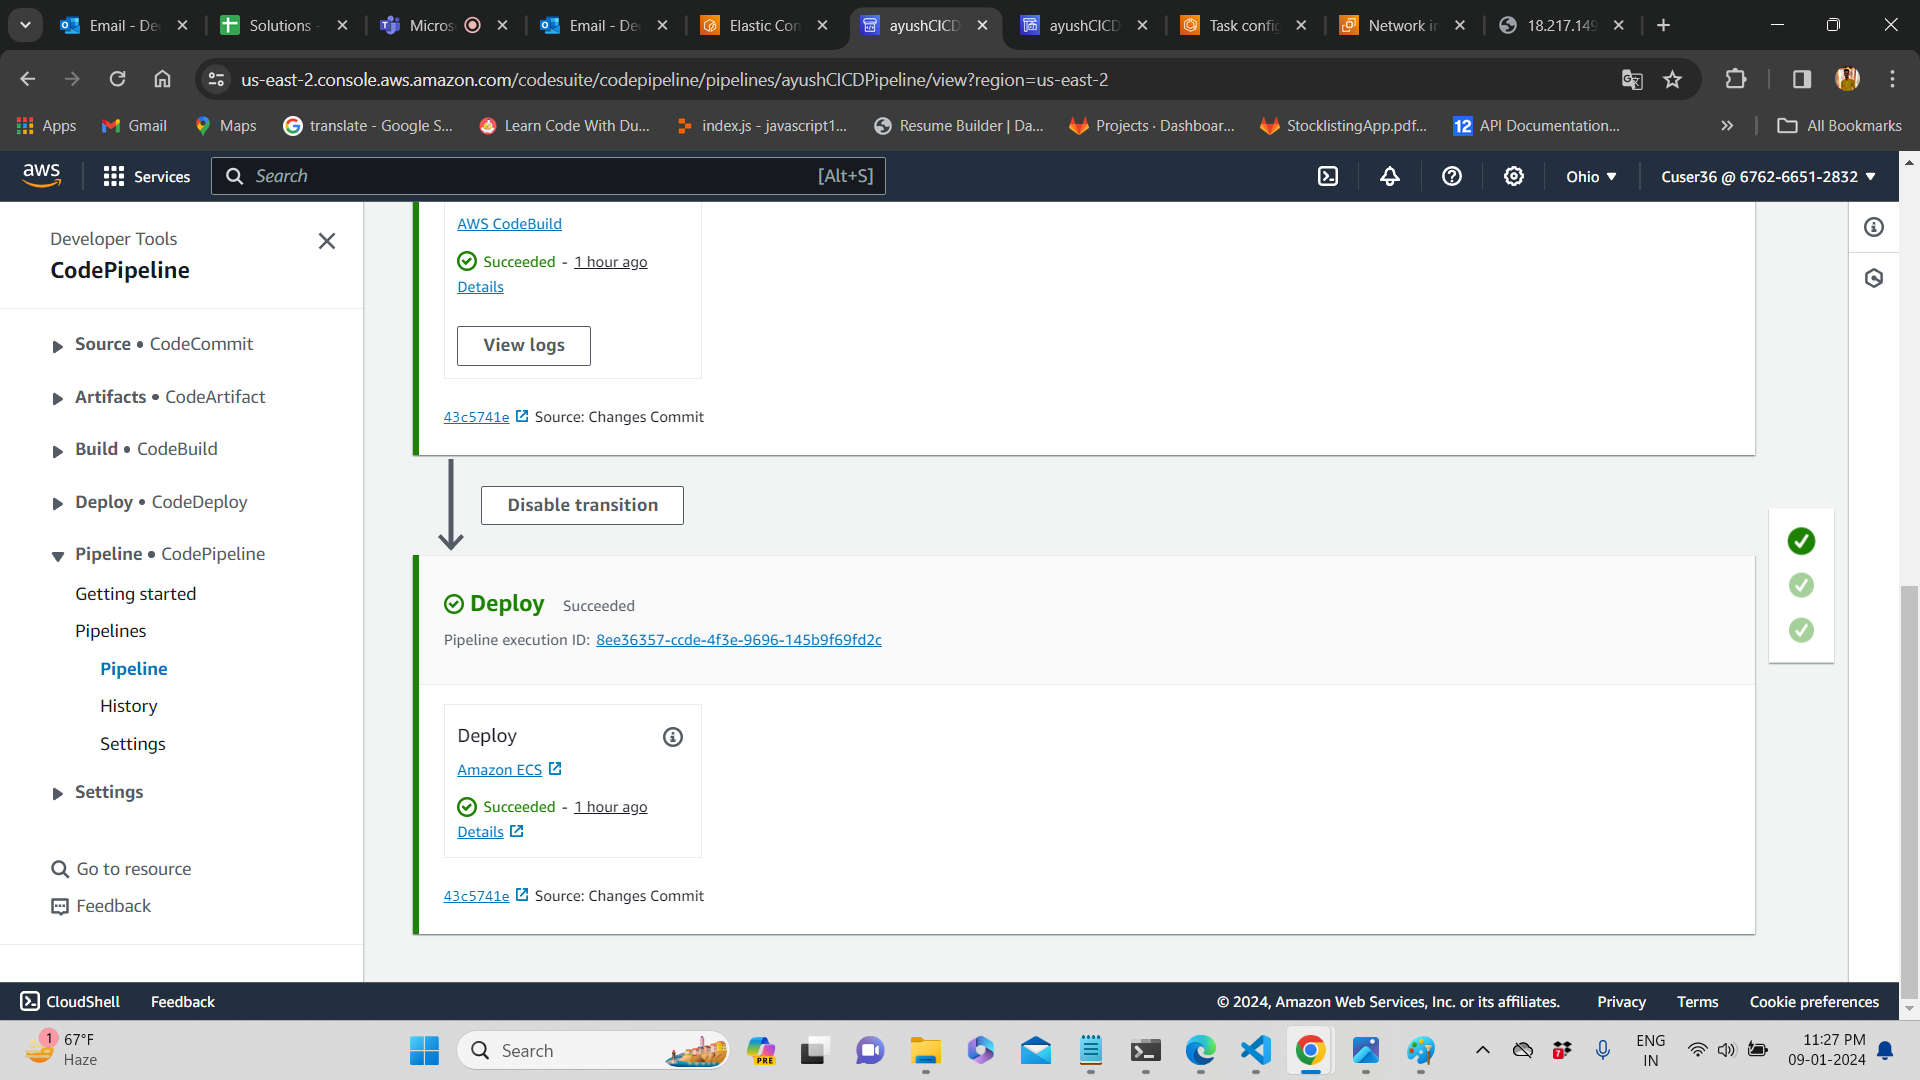 Email - De
Solutions -
Micros
Email - De
Elastic Con
ayushCICD
ayushCICD
Task config
Network in
18.217.149
us-east-2.console.aws.amazon.com/codesuite/codepipeline/pipelines/ayushCICDPipeline/view?region=us-east-2
Apps
Gmail
Maps
translate - Google S...
Learn Code With Du...
index.js - javascript1...
Resume Builder | Da...
Projects · Dashboar...
StocklistingApp.pdf...
12 API Documentation...
All Bookmarks
aws
Services
Search
[Alt+S]
Ohio
Cuser36 @ 6762-6651-2832
Developer Tools
CodePipeline
Source • CodeCommit
Artifacts • CodeArtifact
Build • CodeBuild
Deploy • CodeDeploy
Pipeline • CodePipeline
Getting started
Pipelines
Pipeline
History
Settings
Settings
Go to resource
Feedback
AWS CodeBuild
Succeeded - 1 hour ago
Details
View logs
43c5741e Source: Changes Commit
Disable transition
Deploy Succeeded
Pipeline execution ID: 8ee36357-ccde-4f3e-9696-145b9f69fd2c
Deploy
Amazon ECS
Succeeded - 1 hour ago
Details
43c5741e Source: Changes Commit
CloudShell
Feedback
© 2024, Amazon Web Services, Inc. or its affiliates.
Privacy
Terms
Cookie preferences
1
67°F
Haze
Search
PRE
7
ENG
IN
11:27 PM
09-01-2024